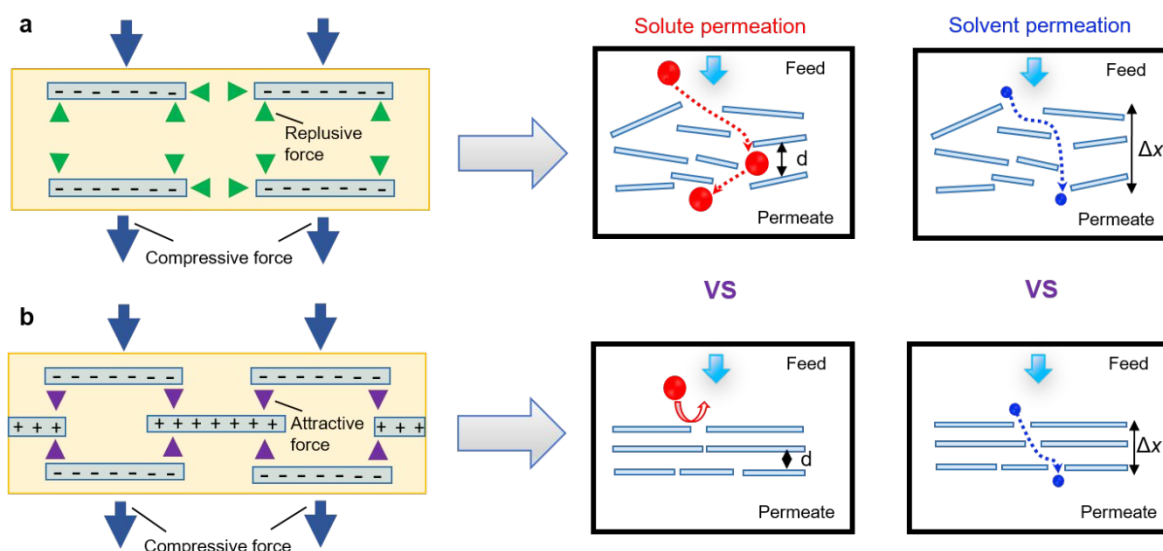 a
Solute permeation
Solvent permeation
- - - - - - -
- - - - - - -
Replusive
force
- - - - - - -
- - - - - - -
Compressive force
Feed
d
Permeate
Feed
Δx
Permeate
VS
VS
b
- - - - - - -
- - - - - - -
+ + +
+ + + + + + +
+ + +
Attractive
force
- - - - - - -
- - - - - - -
Compressive force
Feed
d
Permeate
Feed
Δx
Permeate